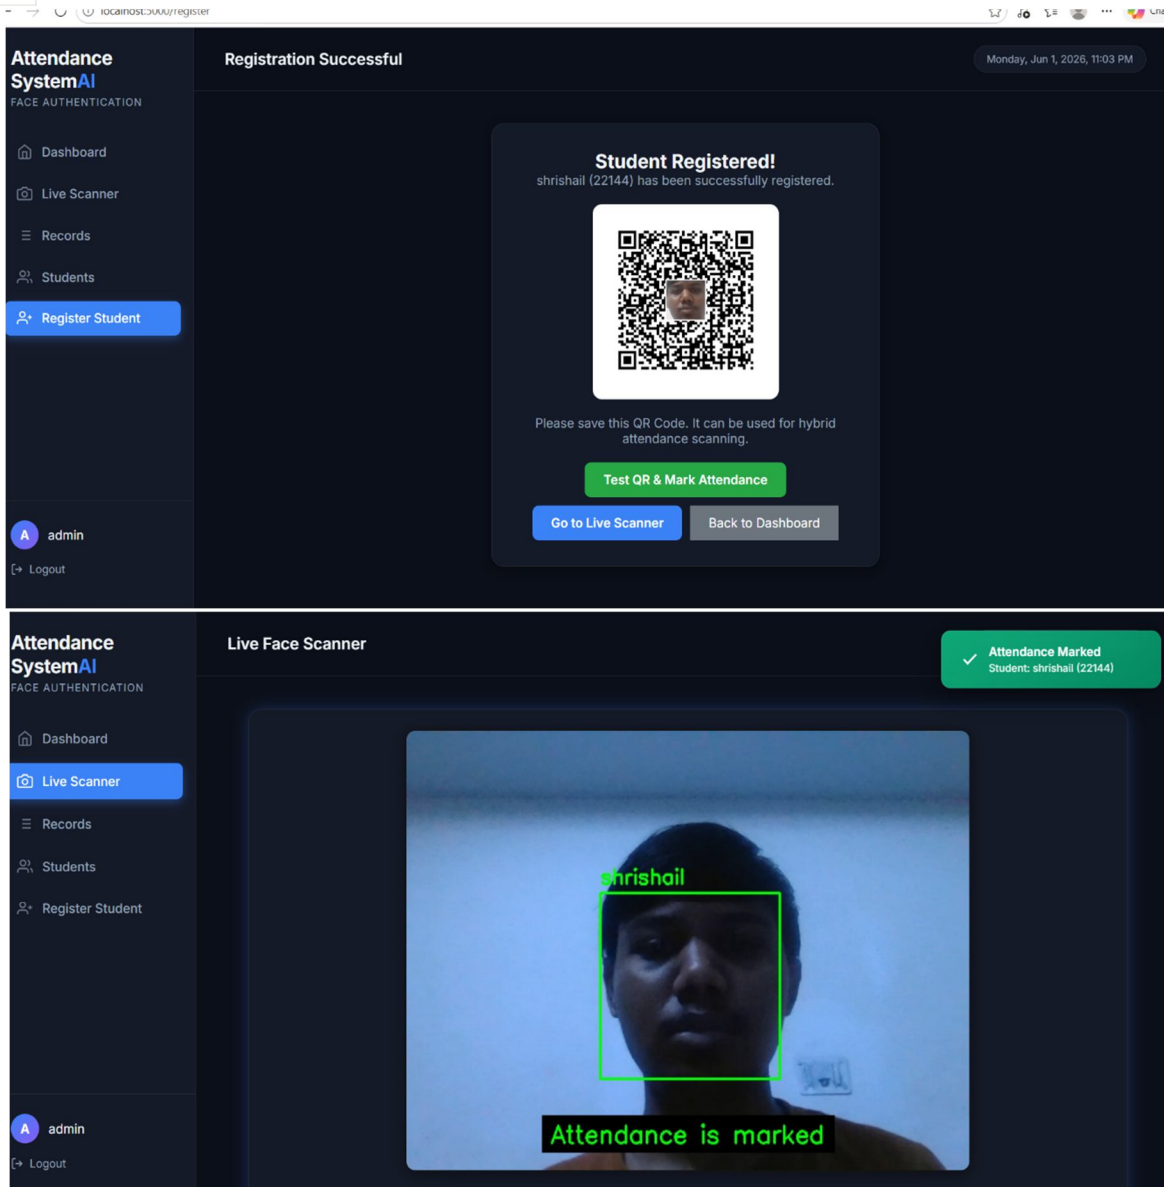 localhost:5000/register
Attendance
SystemAI
FACE AUTHENTICATION
Dashboard
Live Scanner
Records
Students
Register Student
admin
Logout
Registration Successful
Monday, Jun 1, 2026, 11:03 PM
Student Registered!
shrishail (22144) has been successfully registered.
Please save this QR Code. It can be used for hybrid
attendance scanning.
Test QR & Mark Attendance
Go to Live Scanner
Back to Dashboard
Attendance
SystemAI
FACE AUTHENTICATION
Dashboard
Live Scanner
Records
Students
Register Student
admin
Logout
Live Face Scanner
Attendance Marked
Student: shrishail (22144)
shrishail
Attendance is marked